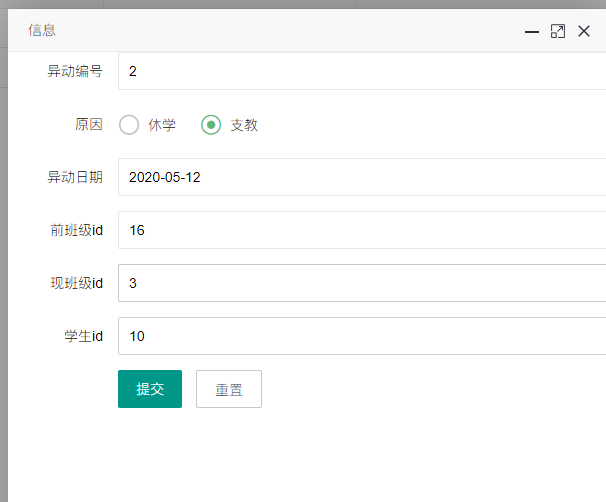 信息
异动编号 2
原因 休学 支教
异动日期 2020-05-12
前班级id 16
现班级id 3
学生id 10
提交 重置